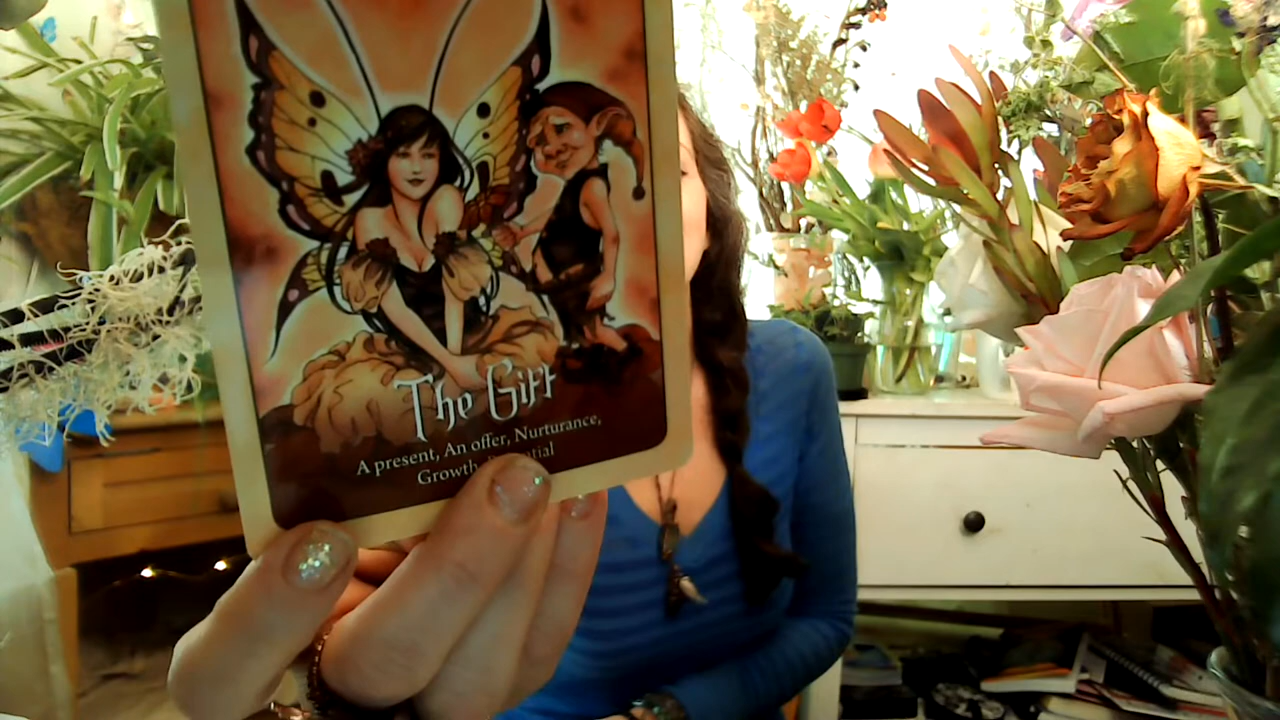 The Gift
A present, An offer, Nurturance,
Growth,